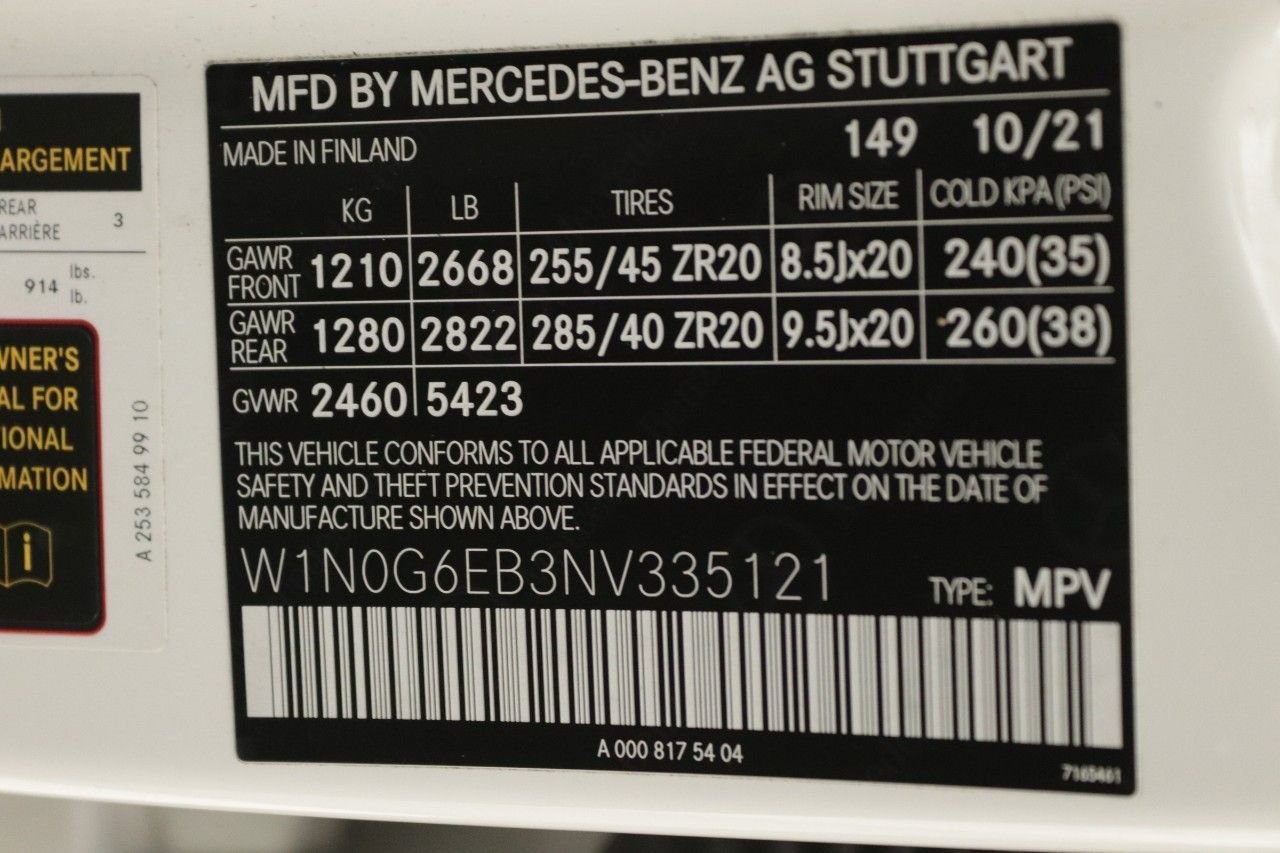 ARGEMENT
REAR
ARRIÈRE 3
914 lbs.
lb.
WNER'S
AL FOR
IONAL
MATION
i
A 253 584 99 10
MFD BY MERCEDES-BENZ AG STUTTGART
MADE IN FINLAND 149 10/21
KG LB TIRES RIM SIZE COLD KPA(PSI)
GAWR FRONT 1210 2668 255/45 ZR20 8.5Jx20 240(35)
GAWR REAR 1280 2822 285/40 ZR20 9.5Jx20 260(38)
GVWR 2460 5423
THIS VEHICLE CONFORMS TO ALL APPLICABLE FEDERAL MOTOR VEHICLE
SAFETY AND THEFT PREVENTION STANDARDS IN EFFECT ON THE DATE OF
MANUFACTURE SHOWN ABOVE.
W1N0G6EB3NV335121 TYPE: MPV
A 000 817 54 04
7165461